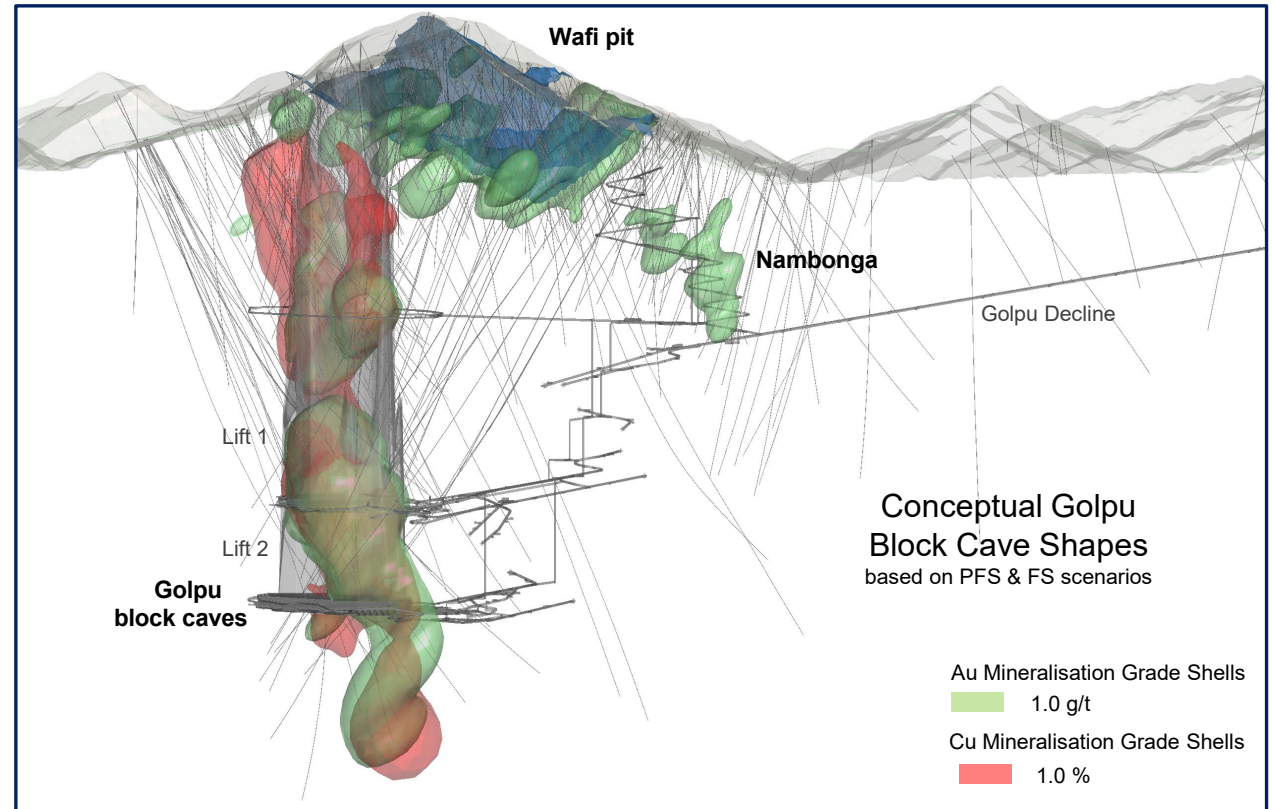 Wafi pit
Nambonga
Golpu Decline
Lift 1
Lift 2
Golpu
block caves
Conceptual Golpu
Block Cave Shapes
based on PFS & FS scenarios
Au Mineralisation Grade Shells
1.0 g/t
Cu Mineralisation Grade Shells
1.0 %